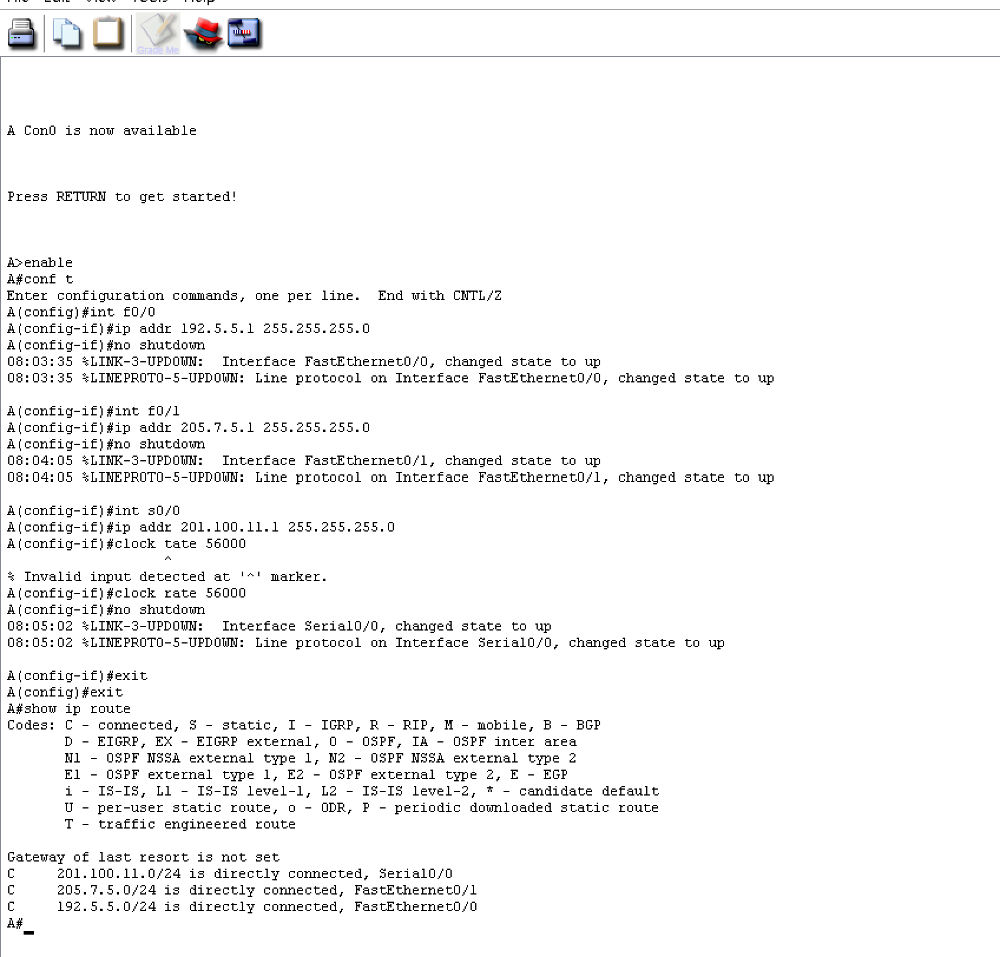 File Edit View Tools Help
Grade Me
A Con0 is now available
Press RETURN to get started!
A>enable
A#conf t
Enter configuration commands, one per line.  End with CNTL/Z
A(config)#int f0/0
A(config-if)#ip addr 192.5.5.1 255.255.255.0
A(config-if)#no shutdown
08:03:35 %LINK-3-UPDOWN:  Interface FastEthernet0/0, changed state to up
08:03:35 %LINEPROTO-5-UPDOWN: Line protocol on Interface FastEthernet0/0, changed state to up
A(config-if)#int f0/1
A(config-if)#ip addr 205.7.5.1 255.255.255.0
A(config-if)#no shutdown
08:04:05 %LINK-3-UPDOWN:  Interface FastEthernet0/1, changed state to up
08:04:05 %LINEPROTO-5-UPDOWN: Line protocol on Interface FastEthernet0/1, changed state to up
A(config-if)#int s0/0
A(config-if)#ip addr 201.100.11.1 255.255.255.0
A(config-if)#clock tate 56000
^
% Invalid input detected at '^' marker.
A(config-if)#clock rate 56000
A(config-if)#no shutdown
08:05:02 %LINK-3-UPDOWN:  Interface Serial0/0, changed state to up
08:05:02 %LINEPROTO-5-UPDOWN: Line protocol on Interface Serial0/0, changed state to up
A(config-if)#exit
A(config)#exit
A#show ip route
Codes: C - connected, S - static, I - IGRP, R - RIP, M - mobile, B - BGP
D - EIGRP, EX - EIGRP external, O - OSPF, IA - OSPF inter area
N1 - OSPF NSSA external type 1, N2 - OSPF NSSA external type 2
E1 - OSPF external type 1, E2 - OSPF external type 2, E - EGP
i - IS-IS, L1 - IS-IS level-1, L2 - IS-IS level-2, * - candidate default
U - per-user static route, o - ODR, P - periodic downloaded static route
T - traffic engineered route
Gateway of last resort is not set
C     201.100.11.0/24 is directly connected, Serial0/0
C     205.7.5.0/24 is directly connected, FastEthernet0/1
C     192.5.5.0/24 is directly connected, FastEthernet0/0
A#